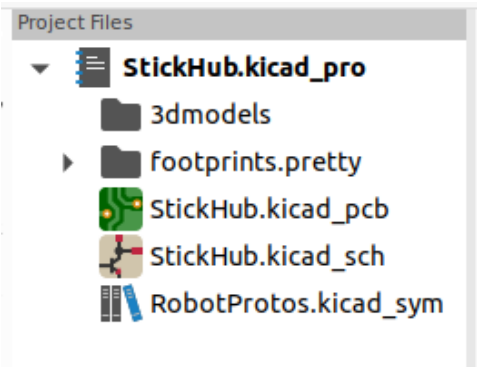 Project Files
StickHub.kicad_pro
3dmodels
footprints.pretty
StickHub.kicad_pcb
StickHub.kicad_sch
RobotProtos.kicad_sym